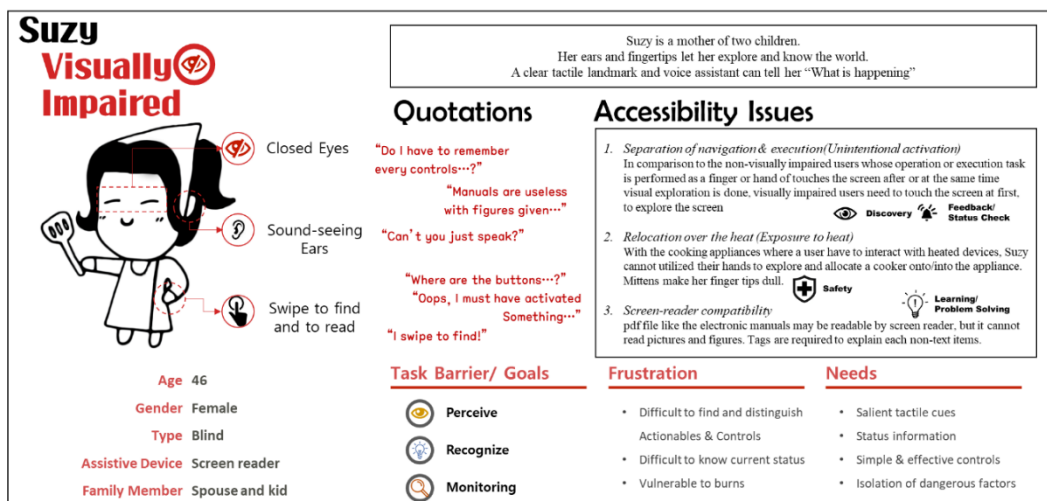 Suzy
Visually
Impaired
Suzy is a mother of two children.
Her ears and fingertips let her explore and know the world.
A clear tactile landmark and voice assistant can tell her “What is happening”
Closed Eyes
Sound-seeing
Ears
Swipe to find
and to read
Age 46
Gender Female
Type Blind
Assistive Device Screen reader
Family Member Spouse and kid
Quotations
“Do I have to remember
every controls…?”
“Manuals are useless
with figures given…”
“Can’t you just speak?”
“Where are the buttons…?”
“Oops, I must have activated
Something…”
“I swipe to find!”
Accessibility Issues
1. Separation of navigation & execution(Unintentional activation)
In comparison to the non-visually impaired users whose operation or execution task
is performed as a finger or hand of touches the screen after or at the same time
visual exploration is done, visually impaired users need to touch the screen at first,
to explore the screen
Discovery
Feedback/
Status Check
2. Relocation over the heat (Exposure to heat)
With the cooking appliances where a user have to interact with heated devices, Suzy
cannot utilized their hands to explore and allocate a cooker onto/into the appliance.
Mittens make her finger tips dull.
Safety
Learning/
Problem Solving
3. Screen-reader compatibility
pdf file like the electronic manuals may be readable by screen reader, but it cannot
read pictures and figures. Tags are required to explain each non-text items.
Task Barrier/ Goals
Perceive
Recognize
Monitoring
Frustration
• Difficult to find and distinguish
Actionables & Controls
• Difficult to know current status
• Vulnerable to burns
Needs
• Salient tactile cues
• Status information
• Simple & effective controls
• Isolation of dangerous factors